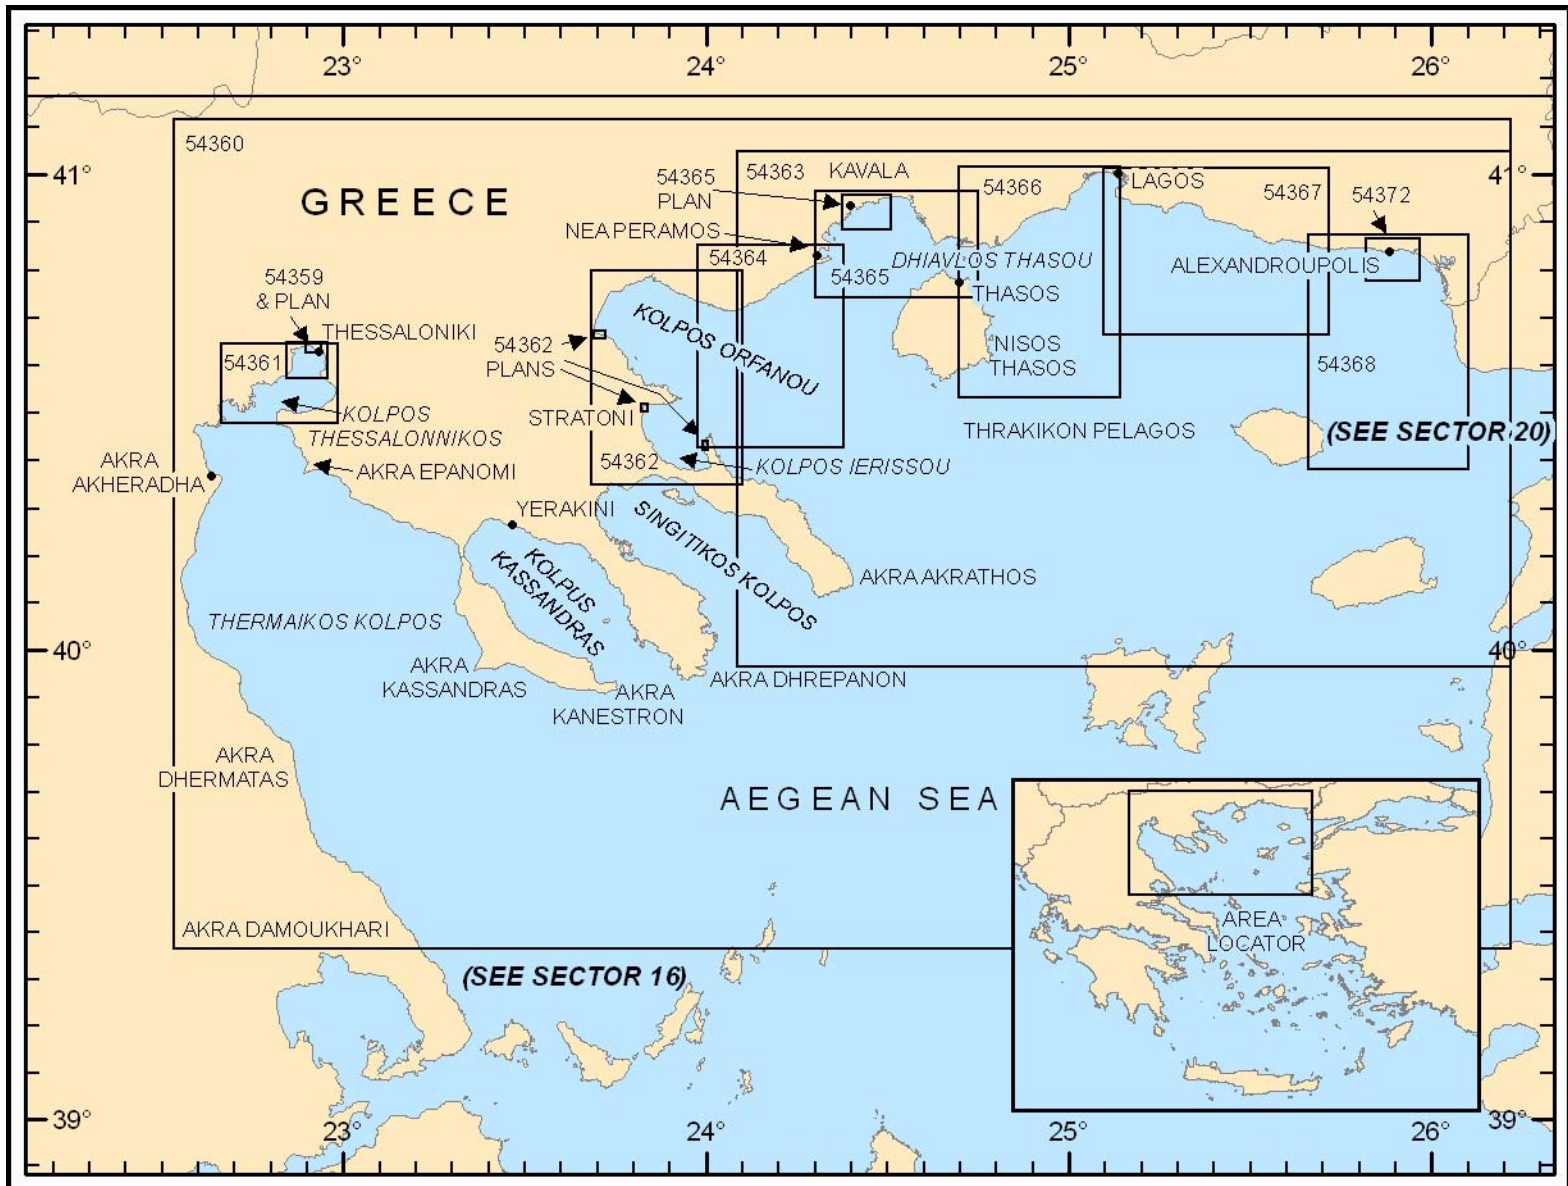 23°
24°
25°
26°
54360
41°
GREECE
54365
PLAN
54363
KAVALA
54366
LAGOS
54367
54372
41°
NEA PERAMOS
54364
54365
DHIAVLOS THASOU
THASOS
ALEXANDROUPOLIS
54359
& PLAN
THESSALONIKI
54361
54362
PLANS
KOLPOS ORFANOU
NISOS
THASOS
54368
KOLPOS
THESSALONNIKOS
STRATONI
THRAKIKON PELAGOS
(SEE SECTOR 20)
AKRA
AKHERADHA
AKRA EPANOMI
54362
KOLPOS IERISSOU
YERAKINI
SINGITIKOS KOLPOS
KOLPUS
KASSANDRAS
AKRA AKRATHOS
THERMAIKOS KOLPOS
40°
40°
AKRA
KASSANDRAS
AKRA DHREPANON
AKRA
KANESTRON
AKRA
DHERMATAS
AEGEAN SEA
AKRA DAMOUKHARI
AREA
LOCATOR
(SEE SECTOR 16)
39°
23°
24°
25°
26°
39°